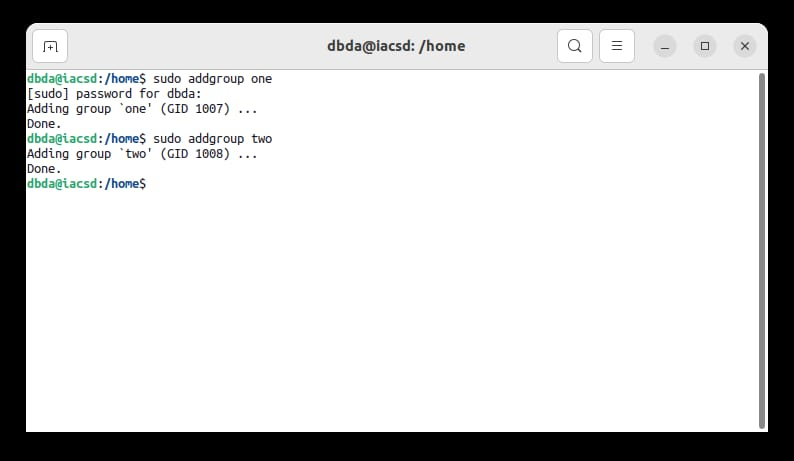 dbda@iacsd: /home
dbda@iacsd:/home$ sudo addgroup one
[sudo] password for dbda:
Adding group `one' (GID 1007) ...
Done.
dbda@iacsd:/home$ sudo addgroup two
Adding group `two' (GID 1008) ...
Done.
dbda@iacsd:/home$